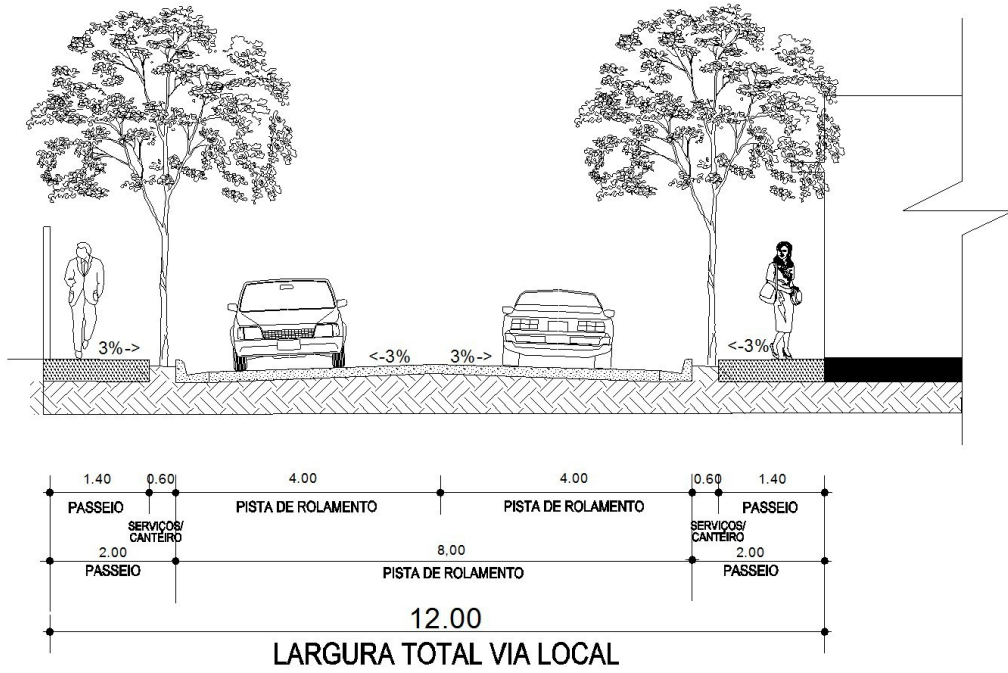 3%->
<-3%
3%->
<-3%
1.40 0.60 4.00 4.00 0.60 1.40
PASSEIO PISTA DE ROLAMENTO PISTA DE ROLAMENTO PASSEIO
SERVIÇOS/ SERVIÇOS/
CANTEIRO CANTEIRO
2.00 8,00 2.00
PASSEIO PISTA DE ROLAMENTO PASSEIO
12.00
LARGURA TOTAL VIA LOCAL